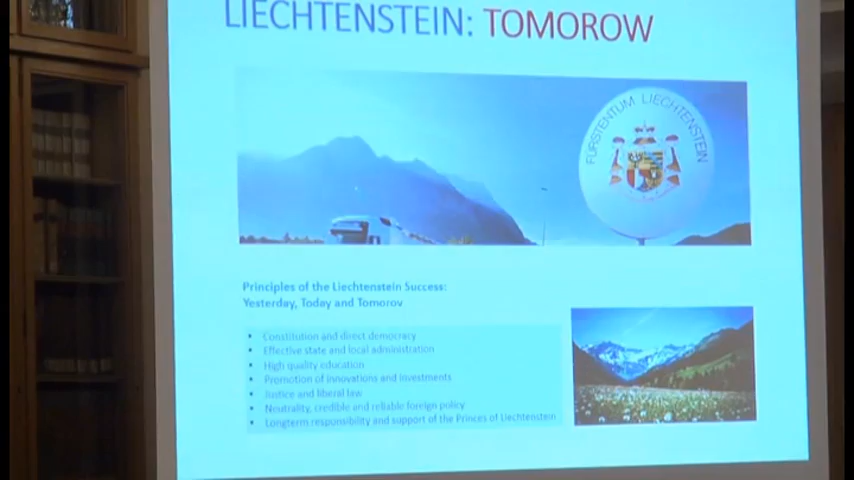 LIECHTENSTEIN: TOMOROW
FÜRSTENTUM LIECHTENSTEIN
Principles of the Liechtenstein Success:
Yesterday, Today and Tomorov
• Constitution and direct democracy
• Effective state and local administration
• High quality education
• Promotion of innovations and investments
• Justice and liberal law
• Neutrality, credible and reliable foreign policy
• Longterm responsibility and support of the Princes of Liechtenstein